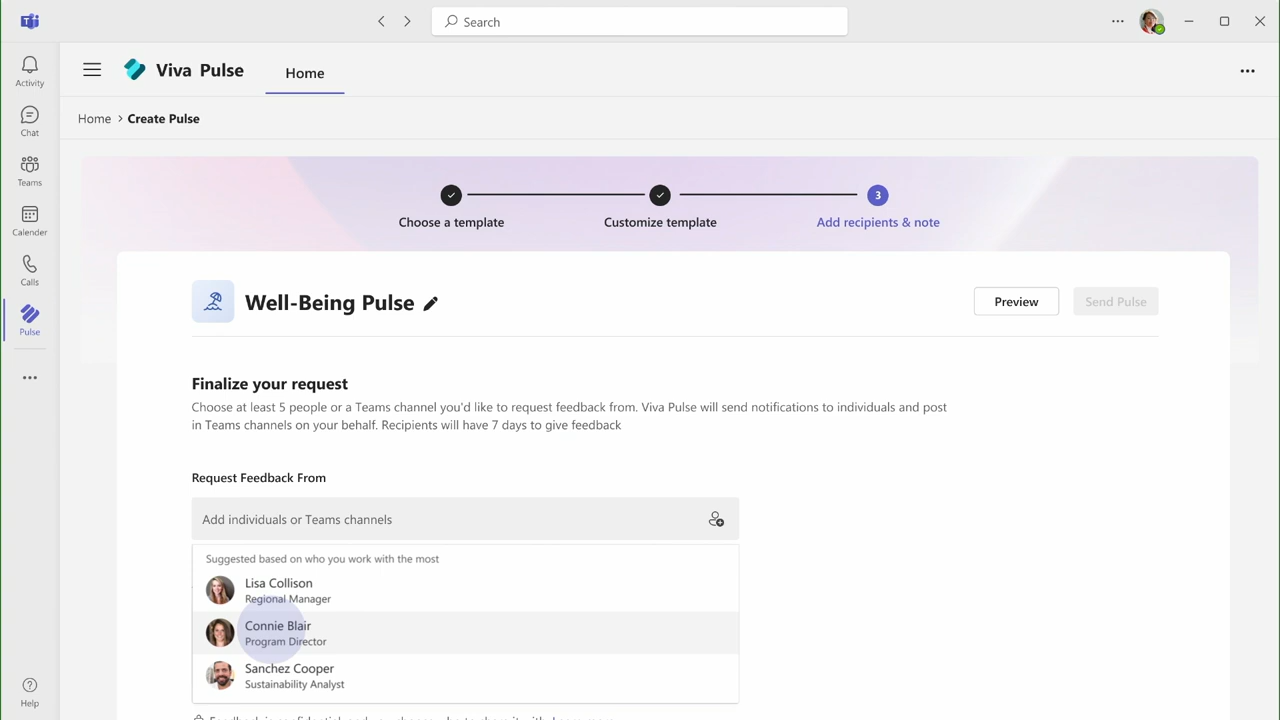 Search
Activity
Chat
Teams
Calender
Calls
Pulse
Help
Viva Pulse
Home
Home > Create Pulse
3
Choose a template
Customize template
Add recipients & note
Well-Being Pulse
Preview
Send Pulse
Finalize your request
Choose at least 5 people or a Teams channel you'd like to request feedback from. Viva Pulse will send notifications to individuals and post
in Teams channels on your behalf. Recipients will have 7 days to give feedback
Request Feedback From
Add individuals or Teams channels
Suggested based on who you work with the most
Lisa Collison
Regional Manager
Connie Blair
Program Director
Sanchez Cooper
Sustainability Analyst